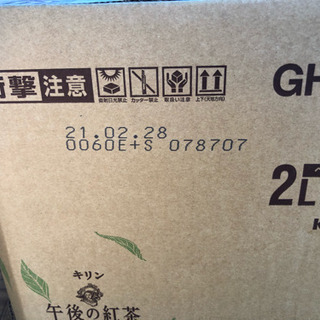 衝撃注意
直射日光禁止 カッター禁止 取扱い注意 上下(天地方向)
GH
21.02.28
0060E+S 078707
2L
K
キリン
午後の紅茶